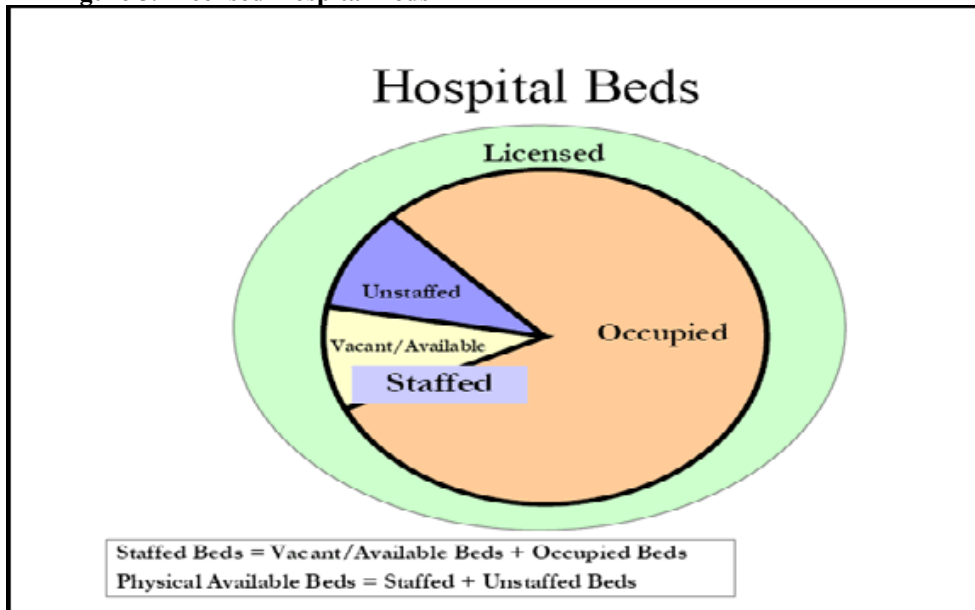 Hospital Beds
Licensed
Unstaffed
Occupied
Vacant/Available
Staffed
Staffed Beds = Vacant/Available Beds + Occupied Beds
Physical Available Beds = Staffed + Unstaffed Beds